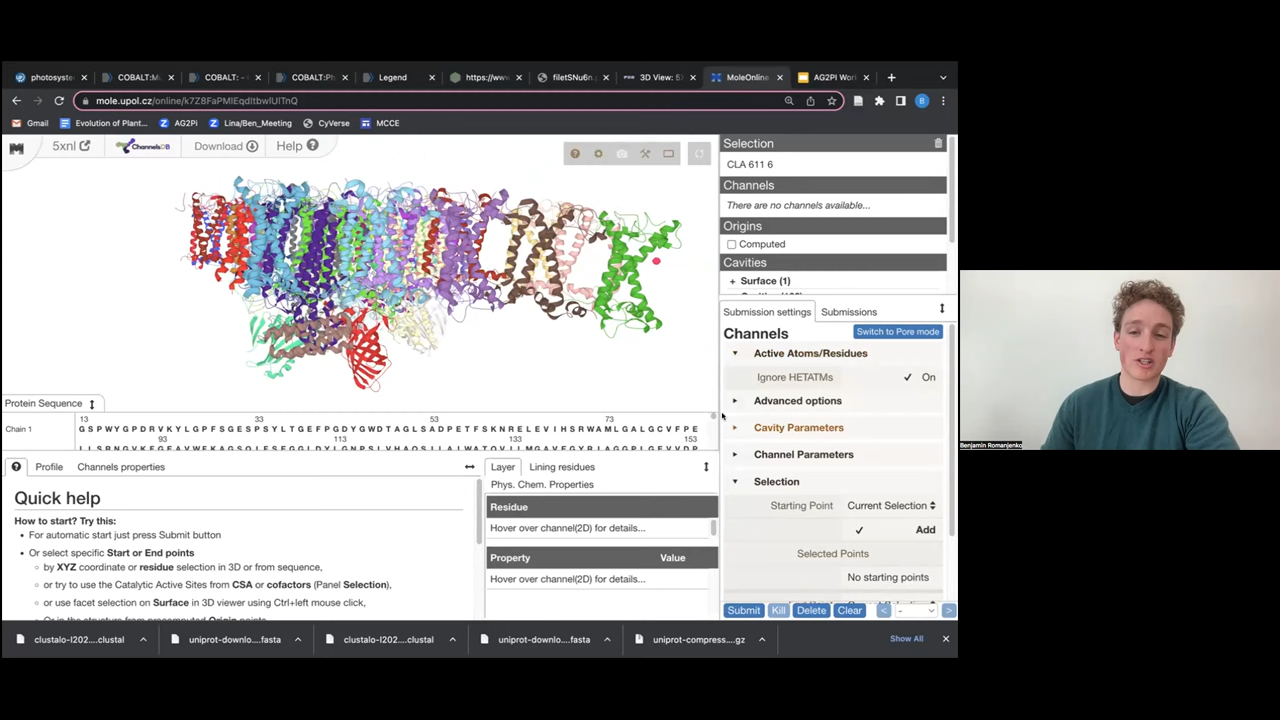 photosyste
COBALT:Mu
COBALT: -
COBALT:Ph
Legend
https://www
filetSNu6n.
3D View: 5X
MoleOnline
AG2PI Wor
mole.upol.cz/online/k7Z8FaPMlEqdItbwlUlTnQ
Gmail
Evolution of Plant...
AG2Pi
Lina/Ben_Meeting
CyVerse
MCCE
5xnl
ChannelsDB
Download
Help
Selection
CLA 611 6
Channels
There are no channels available...
Origins
Computed
Cavities
+ Surface (1)
Submission settings
Submissions
Channels
Switch to Pore mode
Active Atoms/Residues
Ignore HETATMs
✓ On
Advanced options
Cavity Parameters
Channel Parameters
Selection
Starting Point
Current Selection
✓ Add
Selected Points
No starting points
Submit Kill Delete Clear < - >
Protein Sequence
13 33 53 73
Chain 1
G S P W Y G P D R V K Y L G P F S G E S P S Y L T G E F P G D Y G W D T A G L S A D P E T F S K N R E L E V I H S R W A M L G A L G C V F P E
93 113 133 153
Profile
Channels properties
Layer
Lining residues
Phys. Chem. Properties
Quick help
How to start? Try this:
For automatic start just press Submit button
Or select specific Start or End points
by XYZ coordinate or residue selection in 3D or from sequence,
or try to use the Catalytic Active Sites from CSA or cofactors (Panel Selection),
or use facet selection on Surface in 3D viewer using Ctrl+left mouse click,
Residue
Hover over channel(2D) for details...
Property Value
Hover over channel(2D) for details...
clustalo-I202....clustal
uniprot-downlo...fasta
clustalo-I202....clustal
uniprot-downlo...fasta
uniprot-compress....gz
Show All
Benjamin Romanjenko